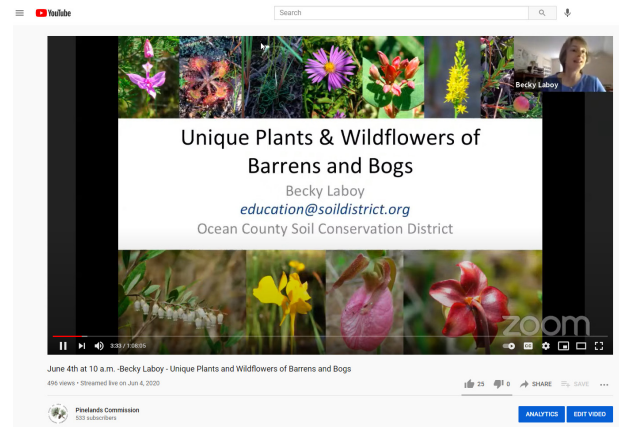 YouTube
Search
Becky Laboy
Unique Plants & Wildflowers of
Barrens and Bogs
Becky Laboy
education@soildistrict.org
Ocean County Soil Conservation District
zoom
3:33 / 1:08:05
CC
June 4th at 10 a.m. -Becky Laboy - Unique Plants and Wildflowers of Barrens and Bogs
496 views • Streamed live on Jun 4, 2020
25 0 SHARE SAVE
Pinelands Commission
533 subscribers
ANALYTICS EDIT VIDEO